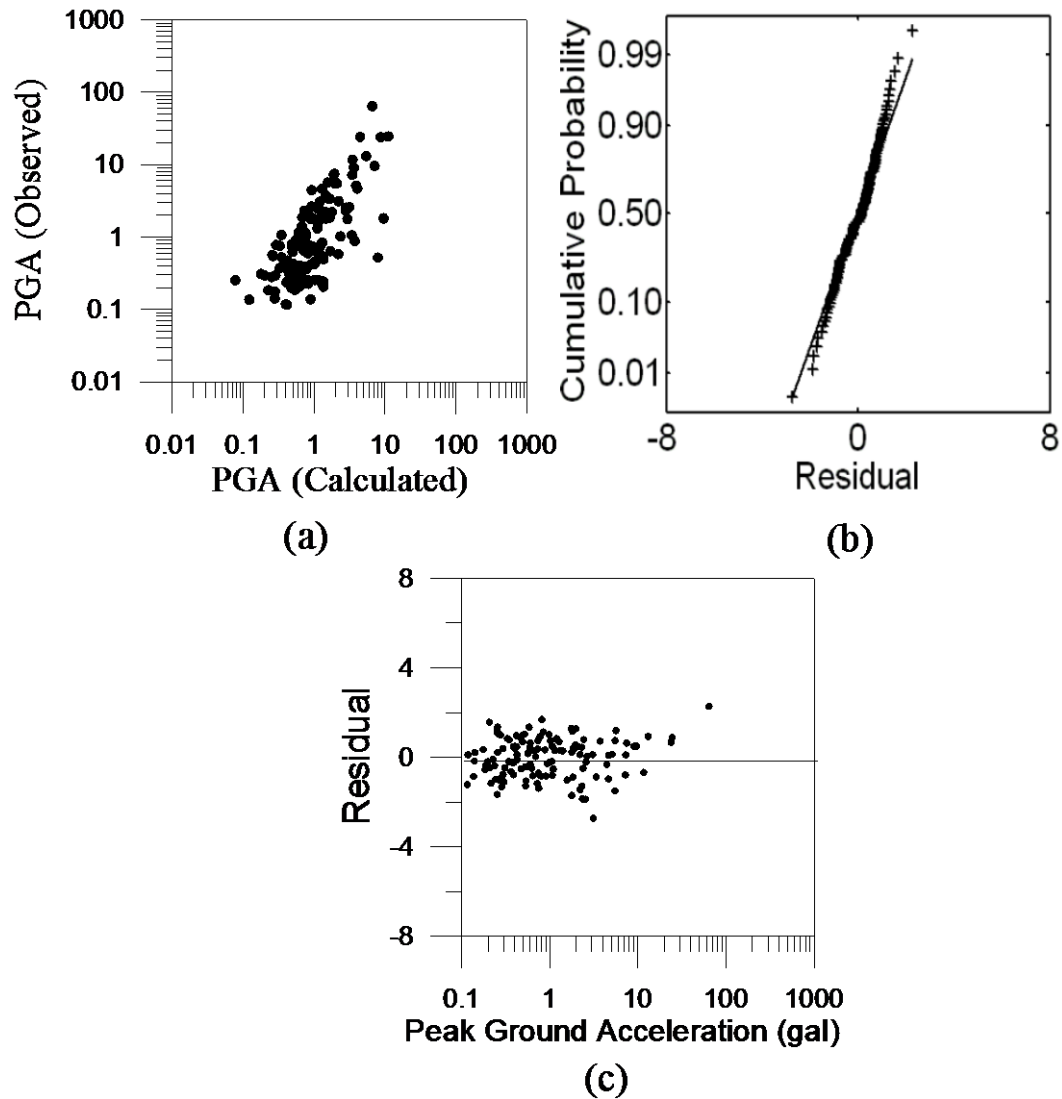 1000
100
10
1
0.1
0.01
PGA (Observed)
0.01 0.1 1 10 100 1000
PGA (Calculated)
(a)
0.99
0.90
0.50
0.10
0.01
Cumulative Probability
-8 0 8
Residual
(b)
8
4
0
-4
-8
Residual
0.1 1 10 100 1000
Peak Ground Acceleration (gal)
(c)